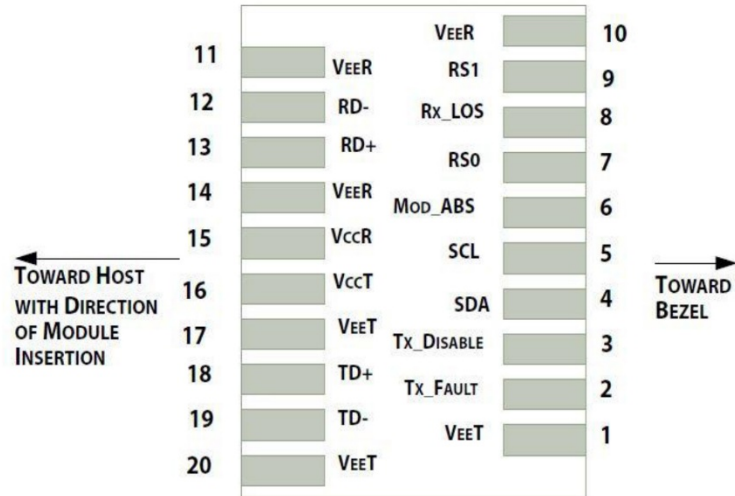 11 VEER
12 RD-
13 RD+
14 VEER
15 VCCR
16 VCCT
17 VEET
18 TD+
19 TD-
20 VEET
VEER 10
RS1 9
RX_LOS 8
RS0 7
MOD_ABS 6
SCL 5
SDA 4
TX_DISABLE 3
TX_FAULT 2
VEET 1
TOWARD HOST
WITH DIRECTION
OF MODULE
INSERTION
TOWARD
BEZEL